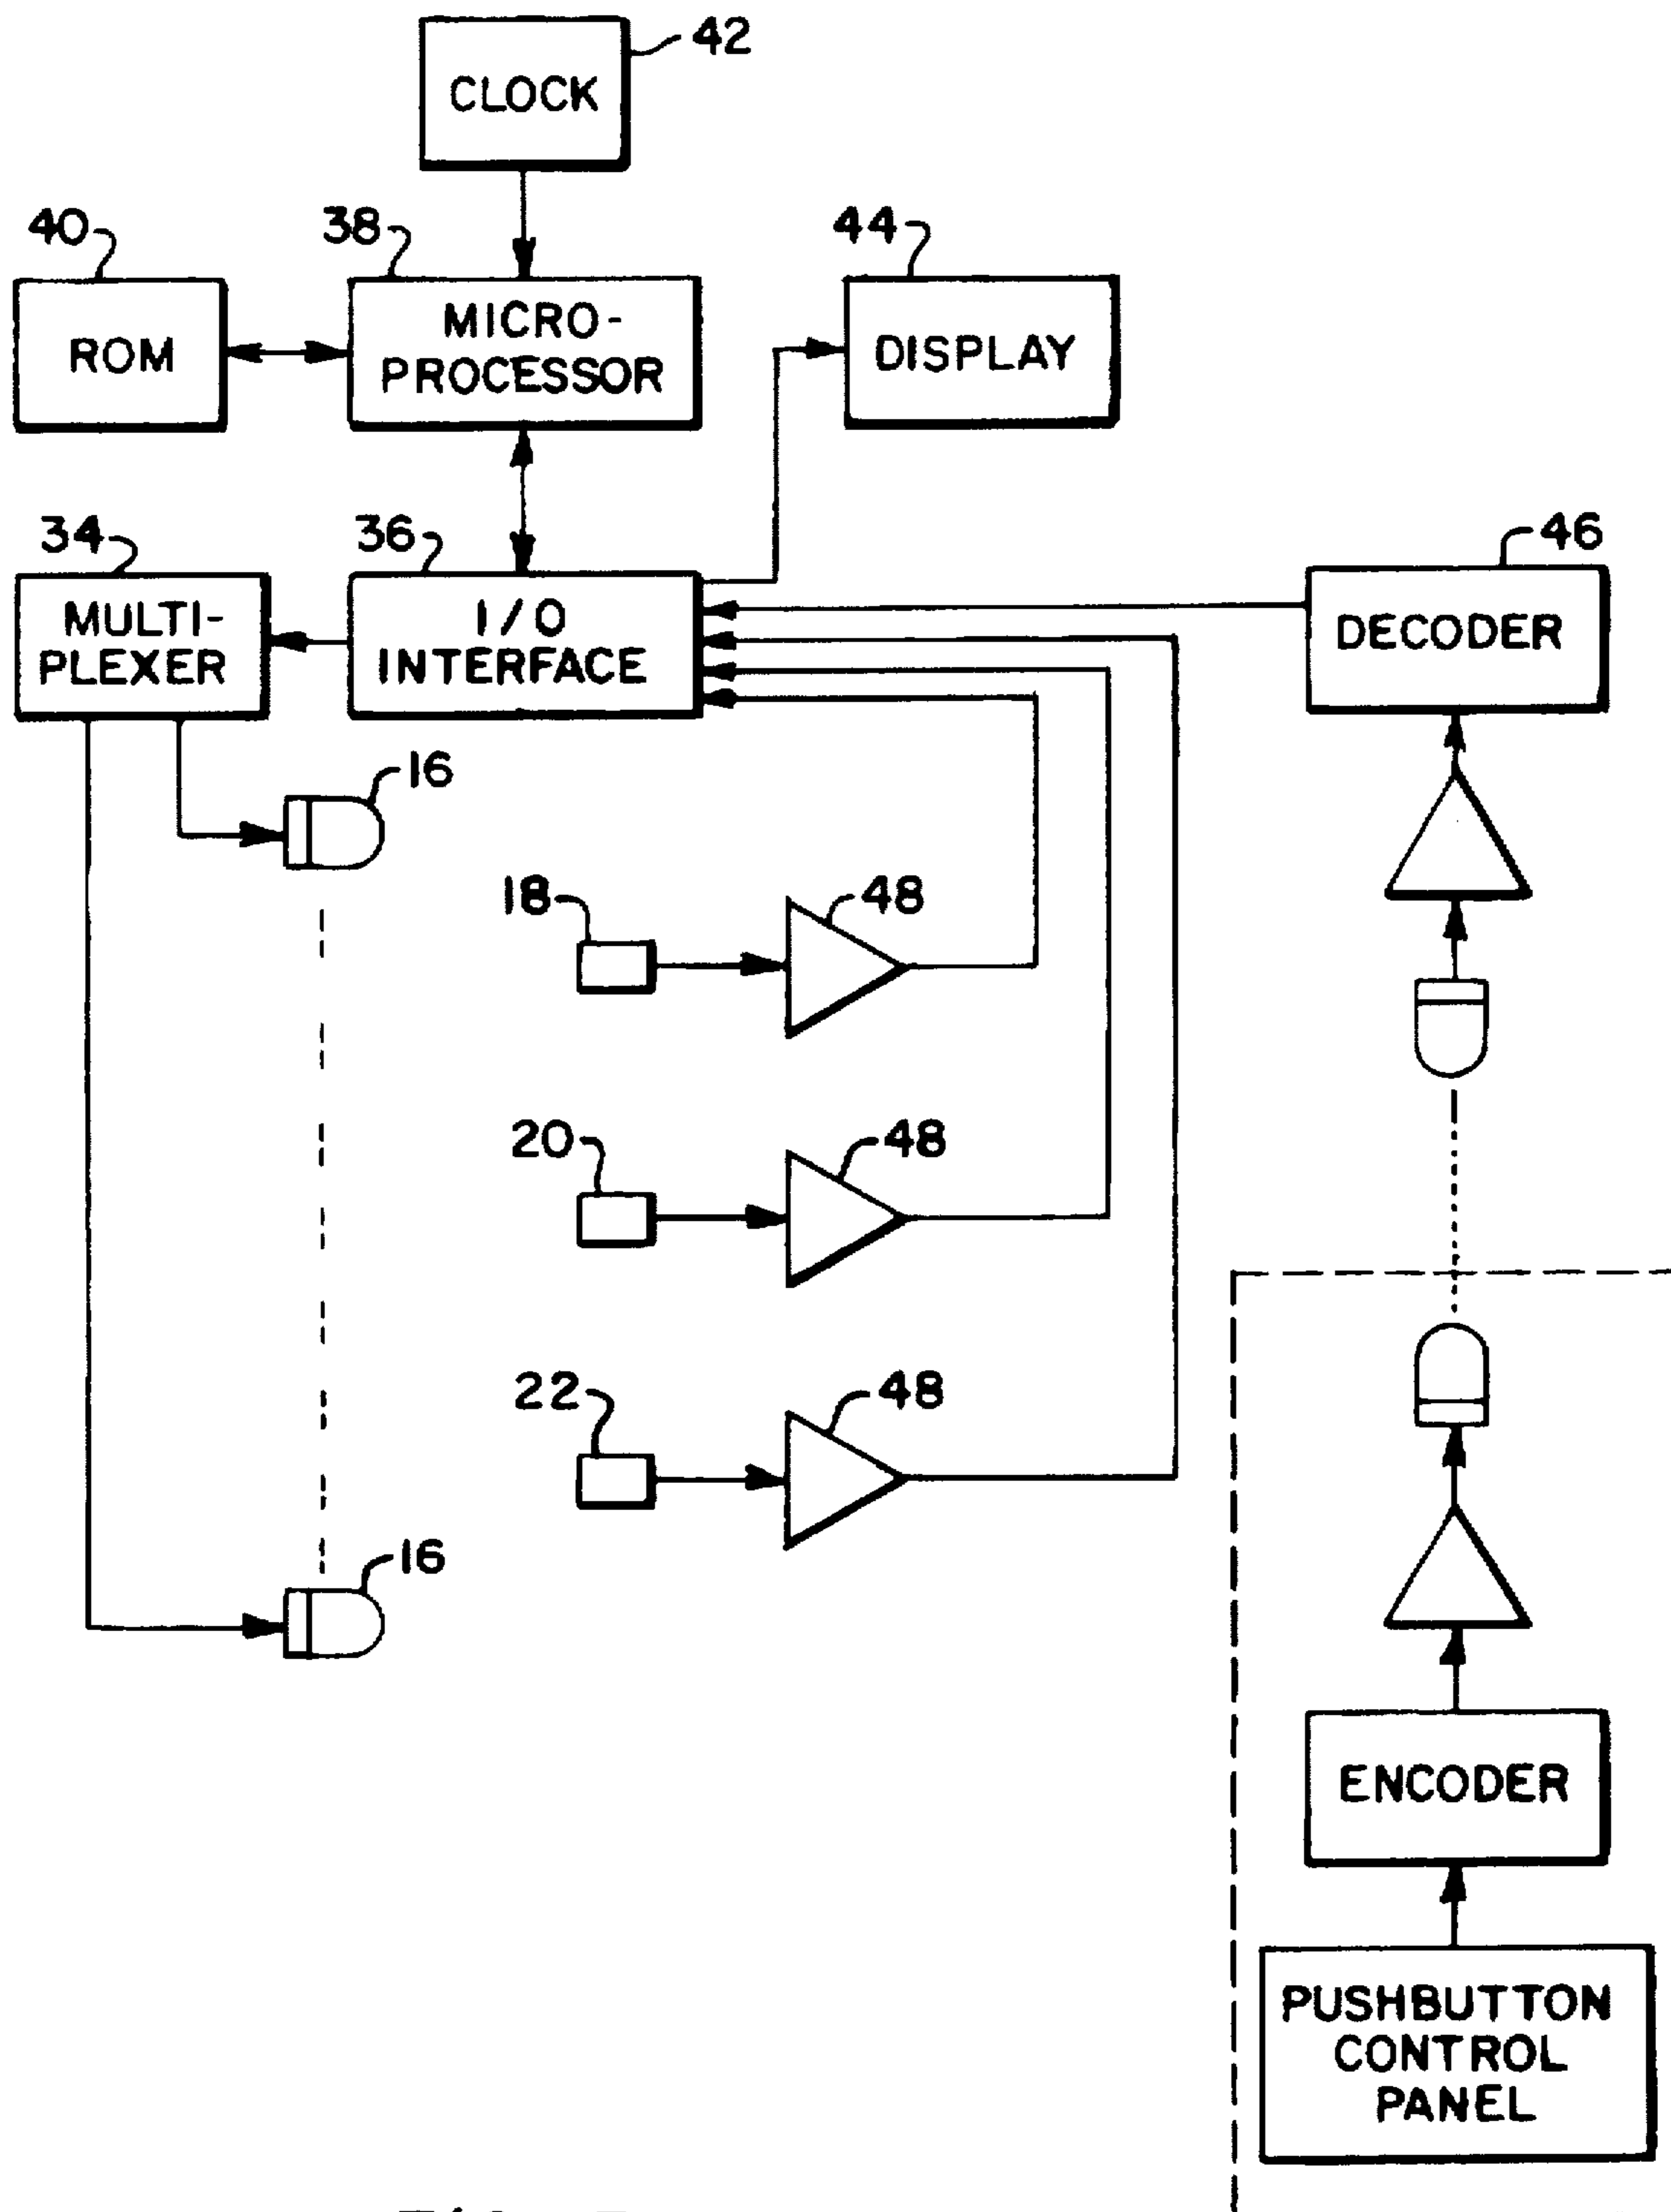 42
CLOCK
40
38
44
ROM
MICRO-
PROCESSOR
DISPLAY
34
36
46
MULTI-
PLEXER
I/O
INTERFACE
DECODER
16
18
48
20
48
22
48
16
ENCODER
PUSHBUTTON
CONTROL
PANEL